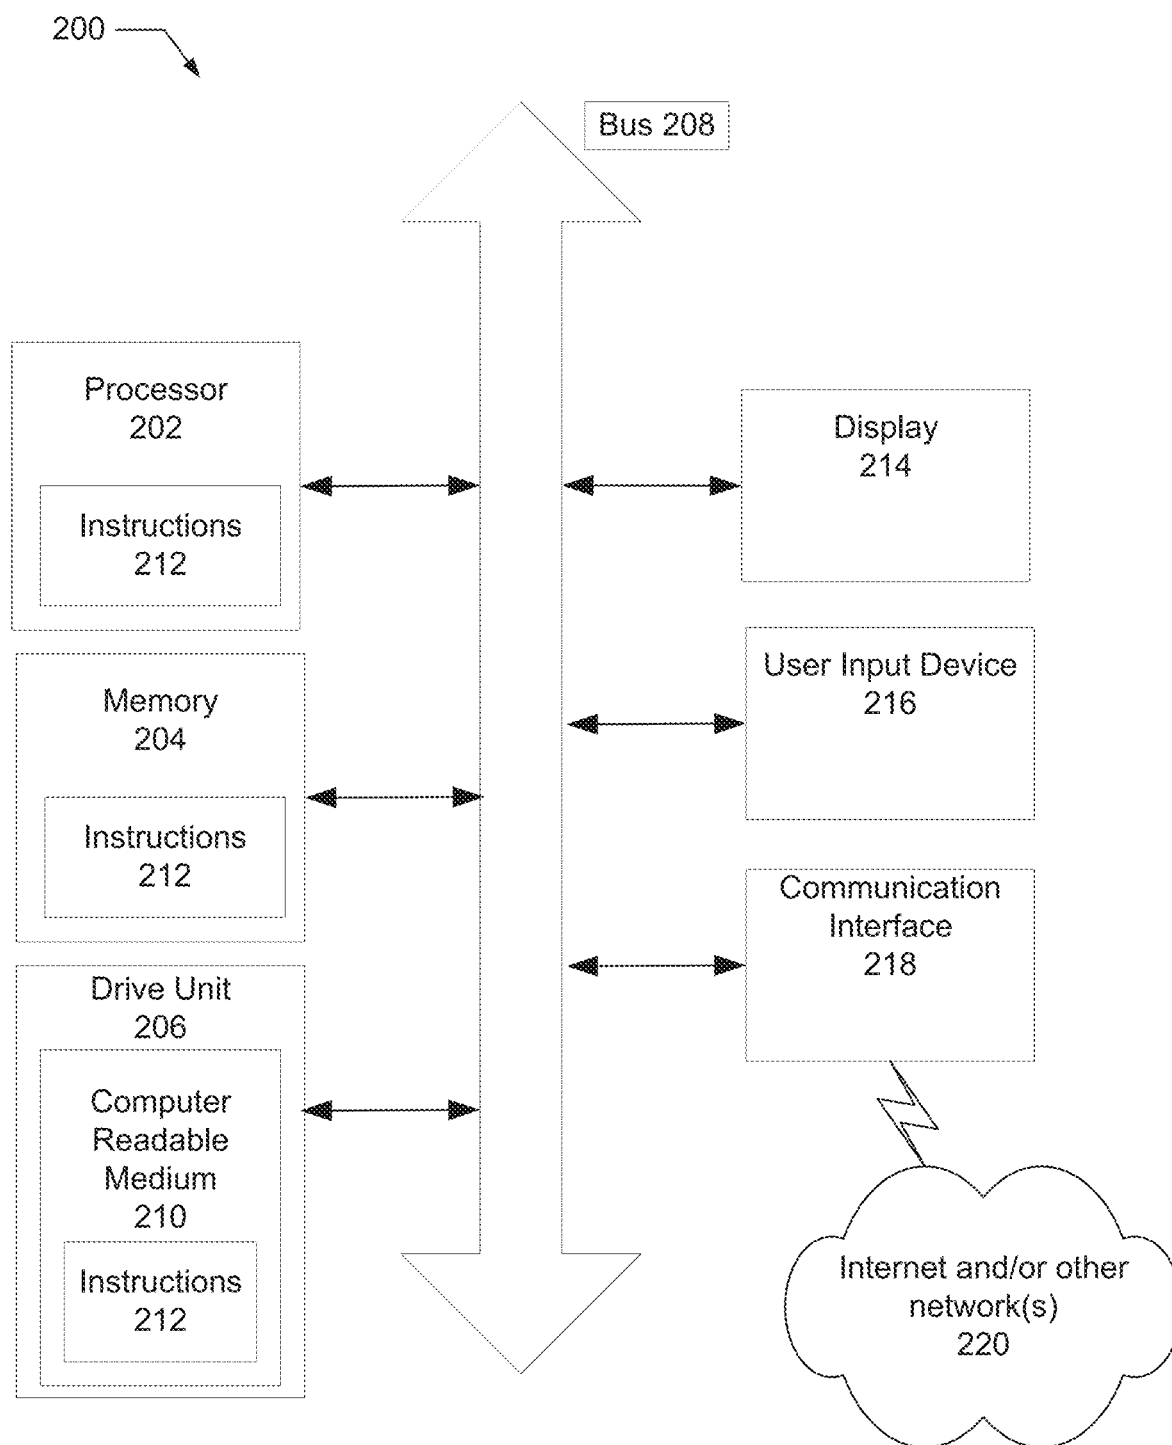 200
Bus 208
Processor
202
Instructions
212
Memory
204
Instructions
212
Drive Unit
206
Computer
Readable
Medium
210
Instructions
212
Display
214
User Input Device
216
Communication
Interface
218
Internet and/or other
network(s)
220